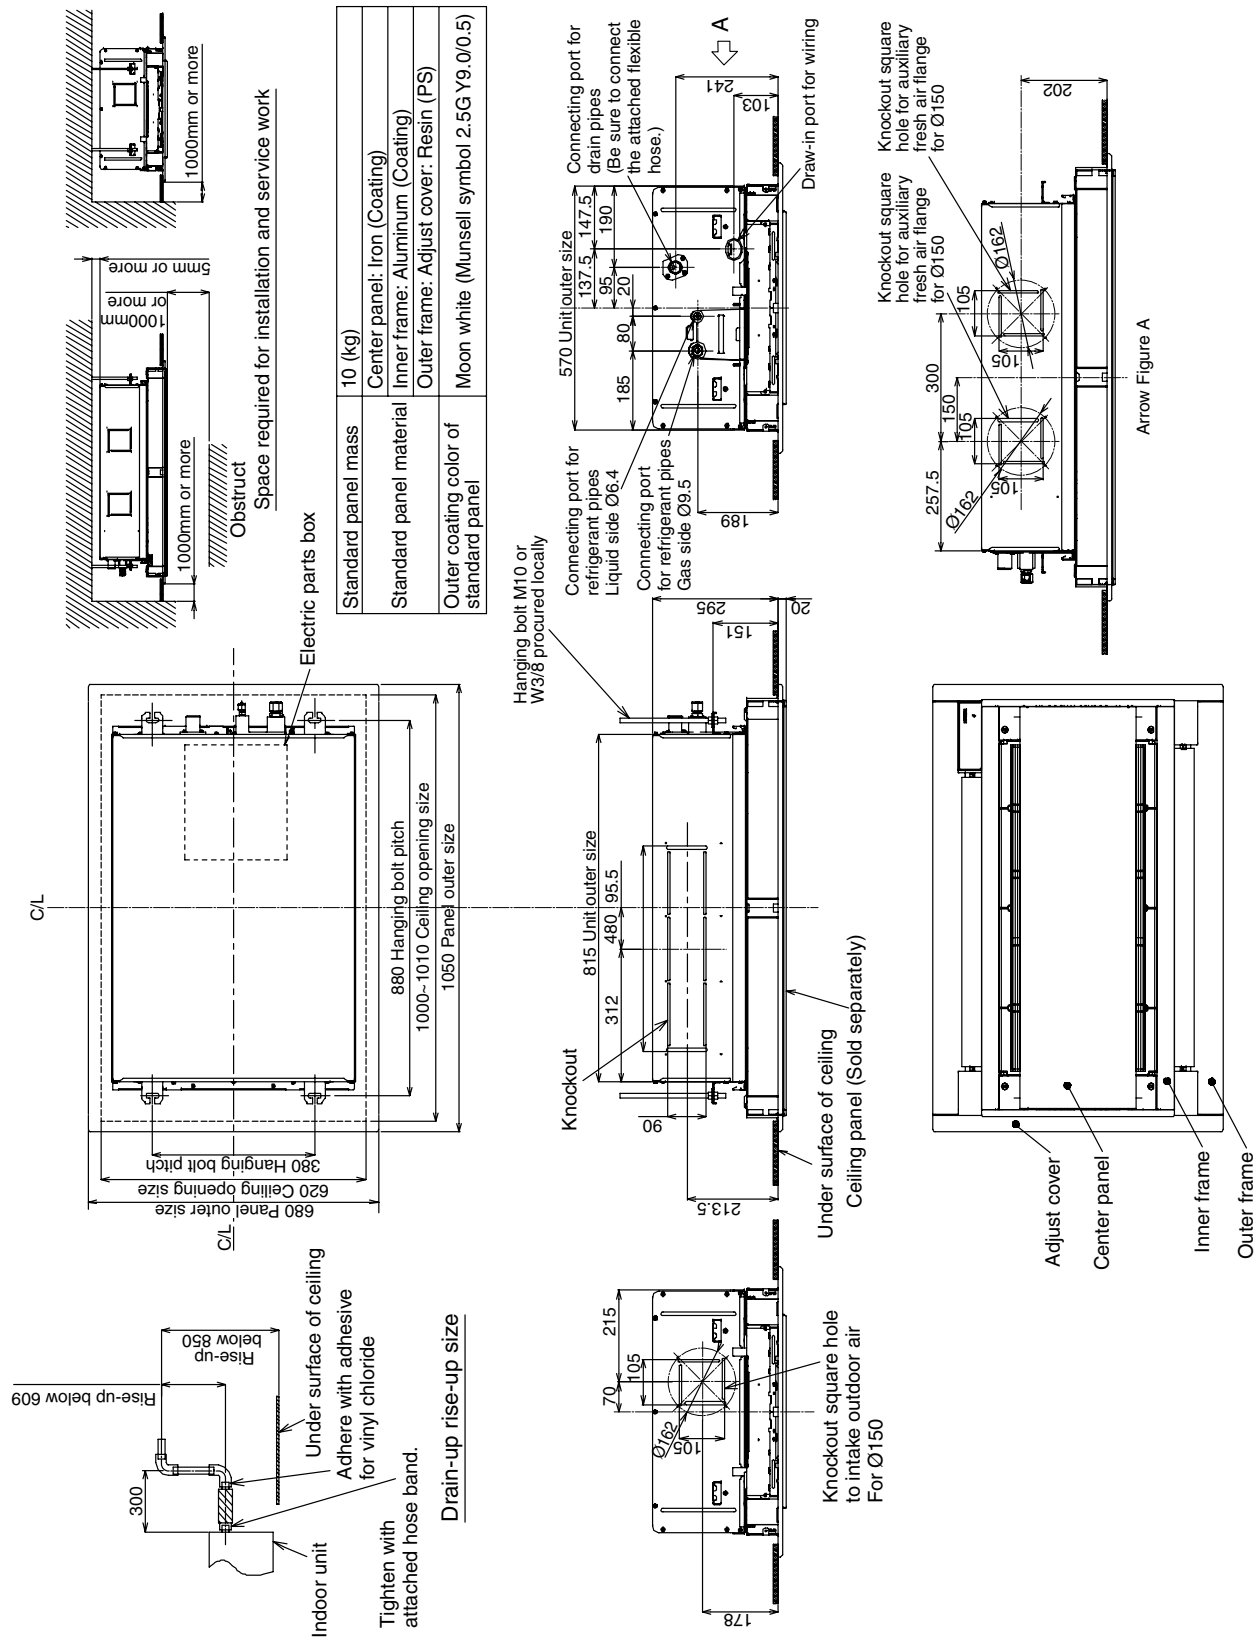 Rise-up below 609
Rise-up
below 850
300
Under surface of ceiling
Adhere with adhesive
for vinyl chloride
Indoor unit
Tighten with
attached hose band.
Drain-up rise-up size
C/L
C/L
680 Panel outer size
620 Ceiling opening size
380 Hanging bolt pitch
880 Hanging bolt pitch
1000~1010 Ceiling opening size
1050 Panel outer size
Electric parts box
1000mm or more
1000mm
or more
5mm or more
Obstruct
1000mm or more
Space required for installation and service work
Standard panel mass
10 (kg)
Standard panel material
Center panel: Iron (Coating)
Inner frame: Aluminum (Coating)
Outer frame: Adjust cover: Resin (PS)
Outer coating color of
standard panel
Moon white (Munsell symbol 2.5G Y9.0/0.5)
70
215
105
Ø162
105
178
Knockout square hole
to intake outdoor air
For Ø150
Knockout
90
213.5
815 Unit outer size
312
480
95.5
Hanging bolt M10 or
W3/8 procured locally
295
151
20
Under surface of ceiling
Ceiling panel (Sold separately)
Connecting port for
refrigerant pipes
Liquid side Ø6.4
Connecting port
for refrigerant pipes
Gas side Ø9.5
189
570 Unit outer size
137.5
147.5
95
190
20
185
80
Connecting port for
drain pipes
(Be sure to connect
the attached flexible
hose.)
241
103
A
Draw-in port for wiring
Adjust cover
Center panel
Inner frame
Outer frame
257.5
300
150
105
105
105
105
Ø162
Ø162
Knockout square
hole for auxiliary
fresh air flange
for Ø150
Knockout square
hole for auxiliary
fresh air flange
for Ø150
202
Arrow Figure A